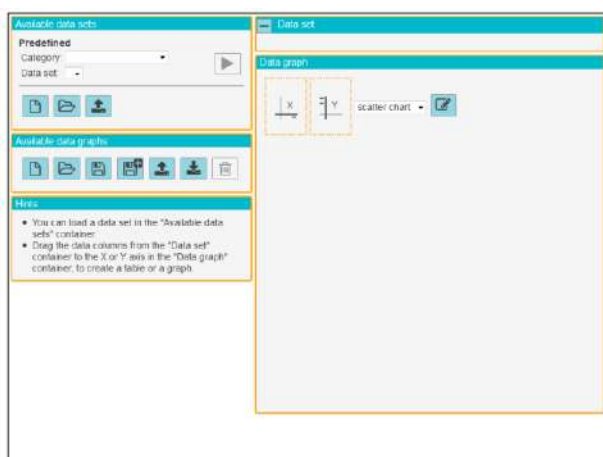 Available data sets
Predefined
Category:
Data set:
Available data graphs
Hints
You can load a data set in the "Available data
sets" container.
Drag the data columns from the "Data set"
container to the X or Y axis in the "Data graph"
container, to create a table or a graph.
Data set
Data graph
X
Y
scatter chart